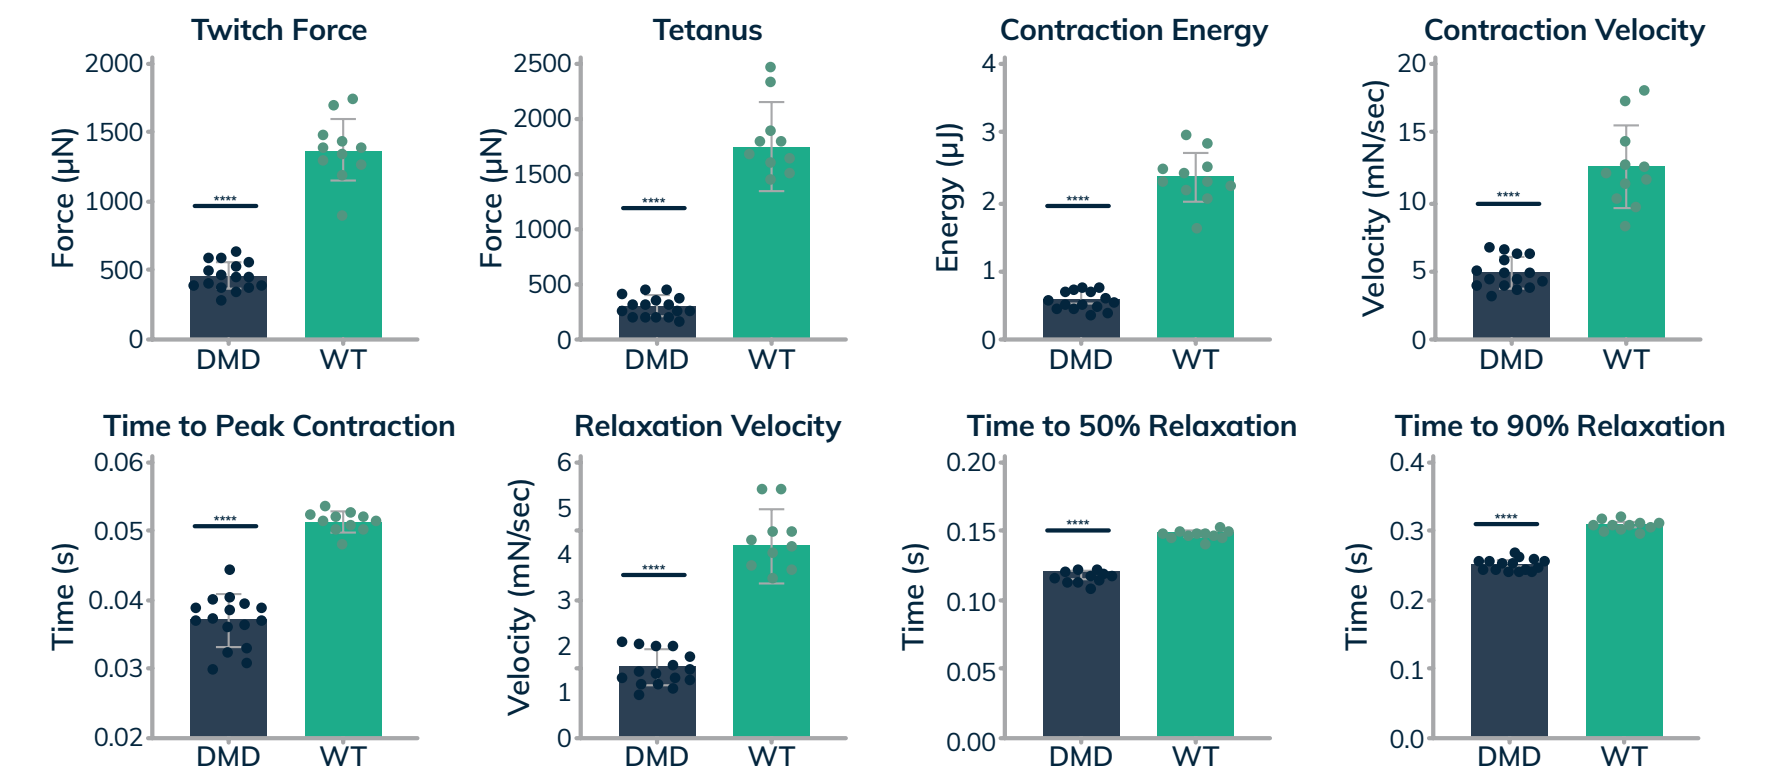 Twitch Force
Force (µN)
2000
1500
1000
500
0
****
DMD
WT
Tetanus
Force (µN)
2500
2000
1500
1000
500
0
****
DMD
WT
Contraction Energy
Energy (µJ)
4
3
2
1
0
****
DMD
WT
Contraction Velocity
Velocity (mN/sec)
20
15
10
5
0
****
DMD
WT
Time to Peak Contraction
Time (s)
0.06
0.05
0.04
0.03
0.02
****
DMD
WT
Relaxation Velocity
Velocity (mN/sec)
6
5
4
3
2
1
0
****
DMD
WT
Time to 50% Relaxation
Time (s)
0.20
0.15
0.10
0.05
0.00
****
DMD
WT
Time to 90% Relaxation
Time (s)
0.4
0.3
0.2
0.1
0.0
****
DMD
WT